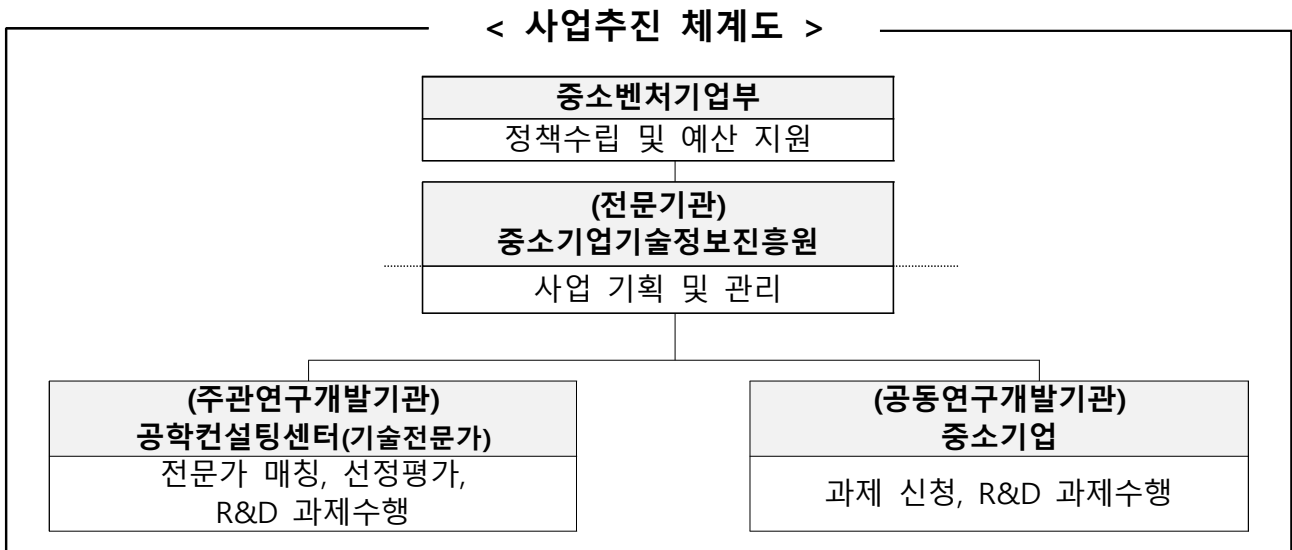 < 사업추진 체계도 >
중소벤처기업부
정책수립 및 예산 지원
(전문기관)
중소기업기술정보진흥원
사업 기획 및 관리
(주관연구개발기관)
공학컨설팅센터(기술전문가)
전문가 매칭, 선정평가,
R&D 과제수행
(공동연구개발기관)
중소기업
과제 신청, R&D 과제수행